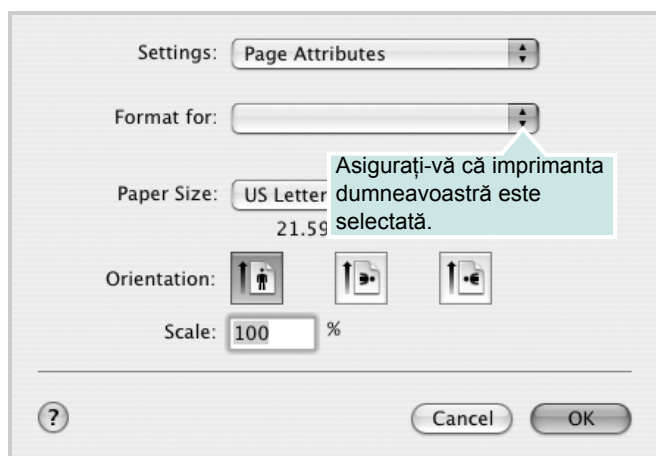 Settings: Page Attributes
Format for:
Asigurați-vă că imprimanta
dumneavoastră este
selectată.
Paper Size: US Letter
21.59
Orientation:
Scale: 100 %
? Cancel OK